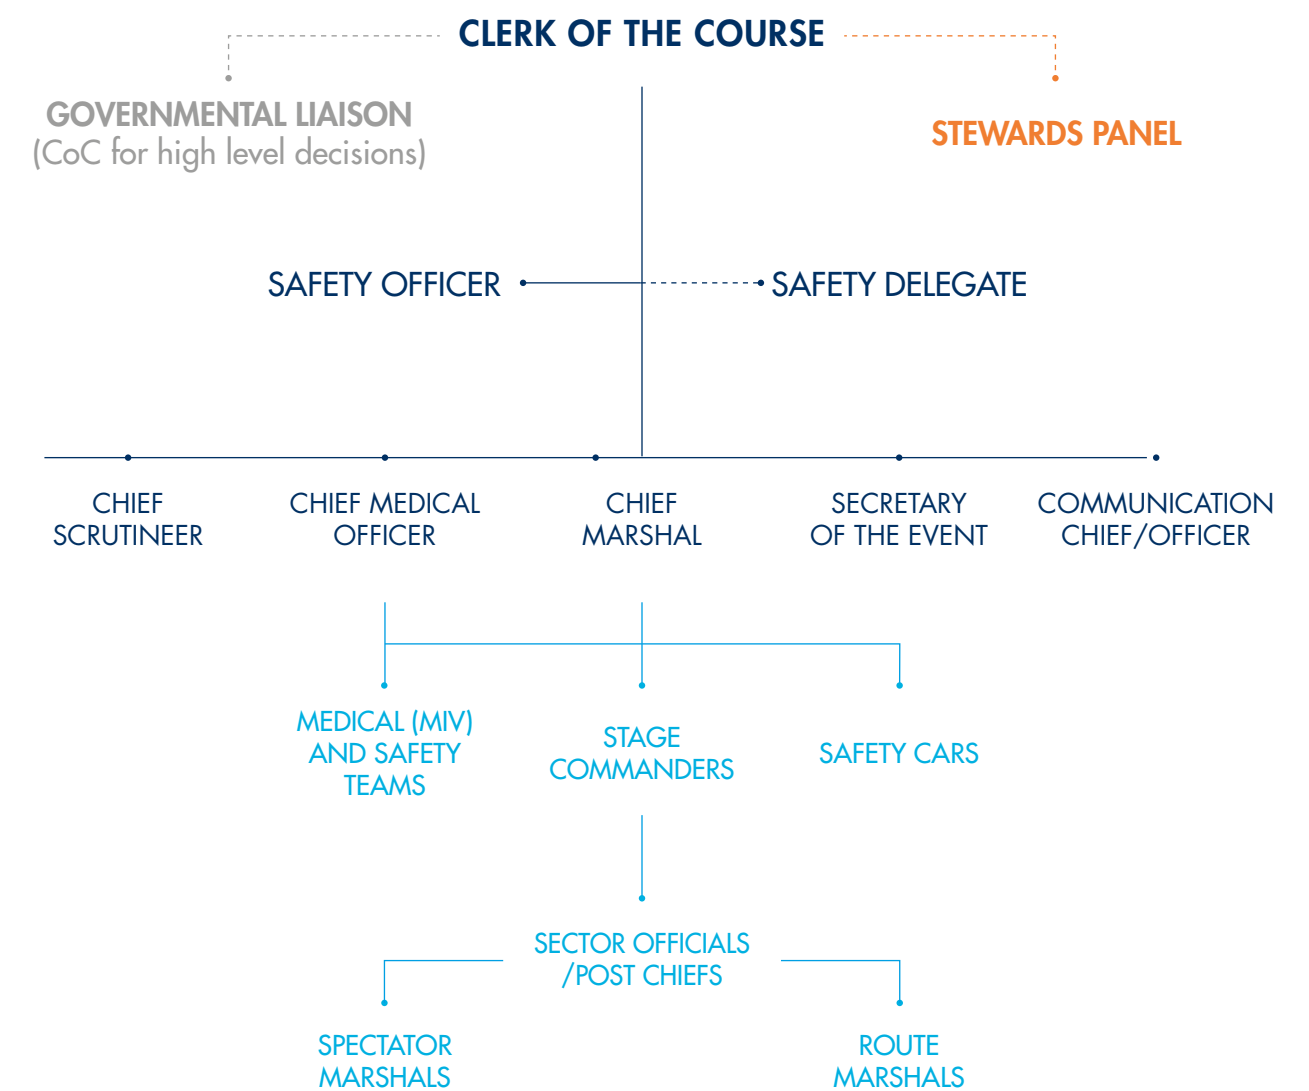 CLERK OF THE COURSE
GOVERNMENTAL LIAISON
(CoC for high level decisions)
STEWARDS PANEL
SAFETY OFFICER
SAFETY DELEGATE
CHIEF
SCRUTINEER
CHIEF MEDICAL
OFFICER
CHIEF
MARSHAL
SECRETARY
OF THE EVENT
COMMUNICATION
CHIEF/OFFICER
MEDICAL (MIV)
AND SAFETY
TEAMS
STAGE
COMMANDERS
SAFETY CARS
SECTOR OFFICIALS
/POST CHIEFS
SPECTATOR
MARSHALS
ROUTE
MARSHALS